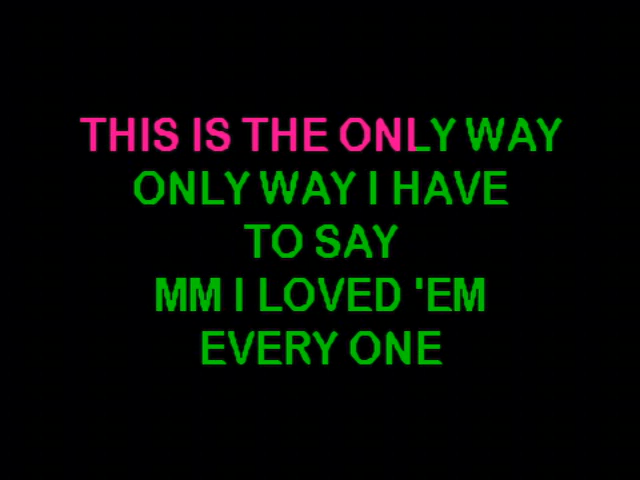 THIS IS THE ONLY WAY
ONLY WAY I HAVE
TO SAY
MM I LOVED 'EM
EVERY ONE